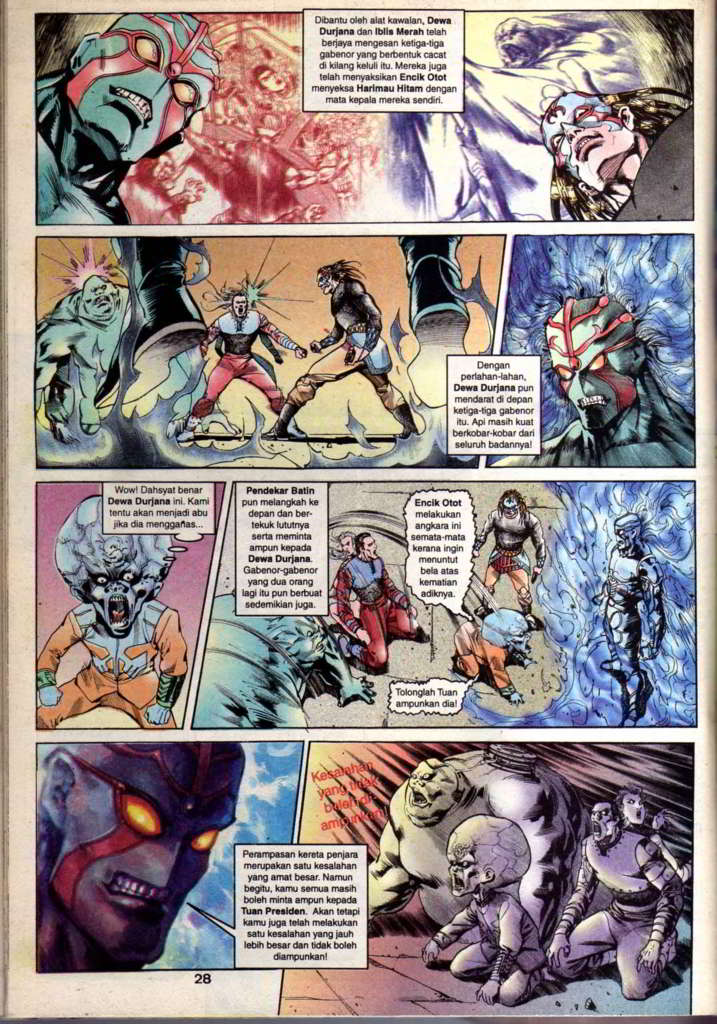 Dibantu oleh alat kawalan, Dewa
Durjana dan Iblis Merah telah
berjaya mengesan ketiga-tiga
gabenor yang berbentuk cacat
di kilang keluli itu. Mereka juga
telah menyaksikan Encik Otot
menyeksa Harimau Hitam dengan
mata kepala mereka sendiri.
Dengan
perlahan-lahan,
Dewa Durjana pun
mendarat di depan
ketiga-tiga gabenor
itu. Api masih kuat
berkobar-kobar dari
seluruh badannya!
Wow! Dahsyat benar
Dewa Durjana ini. Kami
tentu akan menjadi abu
jika dia mengganas...
Pendekar Batin
pun melangkah ke
depan dan ber-
tekuk lututnya
serta meminta
ampun kepada
Dewa Durjana.
Gabenor-gabenor
yang dua orang
lagi itu pun berbuat
sedemikian juga.
Encik Otot
melakukan
angkara ini
semata-mata
kerana ingin
menuntut
bela atas
kematian
adiknya.
Tolonglah Tuan
ampunkan dia!
Perampasan kereta penjara
merupakan satu kesalahan
yang amat besar. Namun
begitu, kamu semua masih
boleh minta ampun kepada
Tuan Presiden. Akan tetapi
kamu juga telah melakukan
satu kesalahan yang jauh
lebih besar dan tidak boleh
diampunkan!
Kesalahan
yang tidak
boleh di-
ampunkan!
28